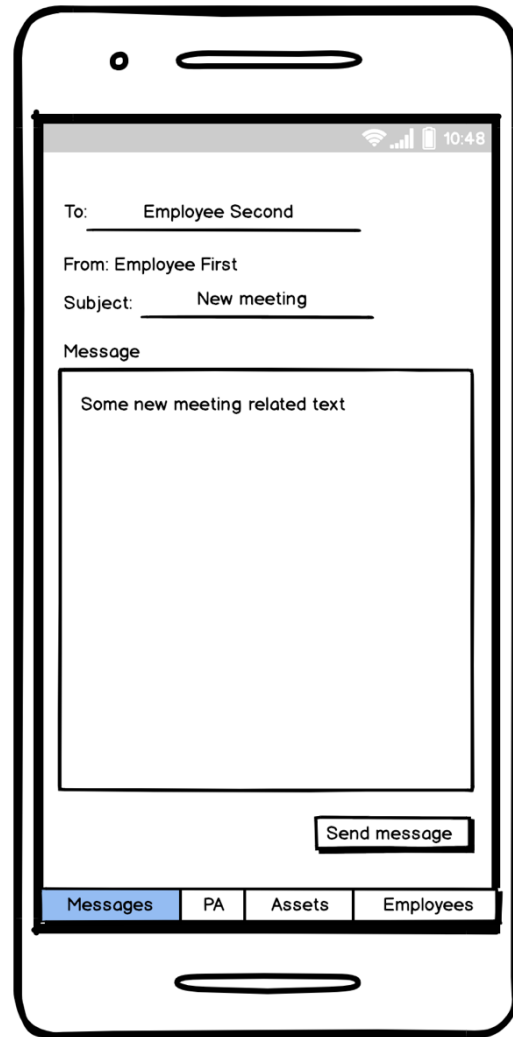 10:48
To: Employee Second
From: Employee First
Subject: New meeting
Message
Some new meeting related text
Send message
Messages PA Assets Employees